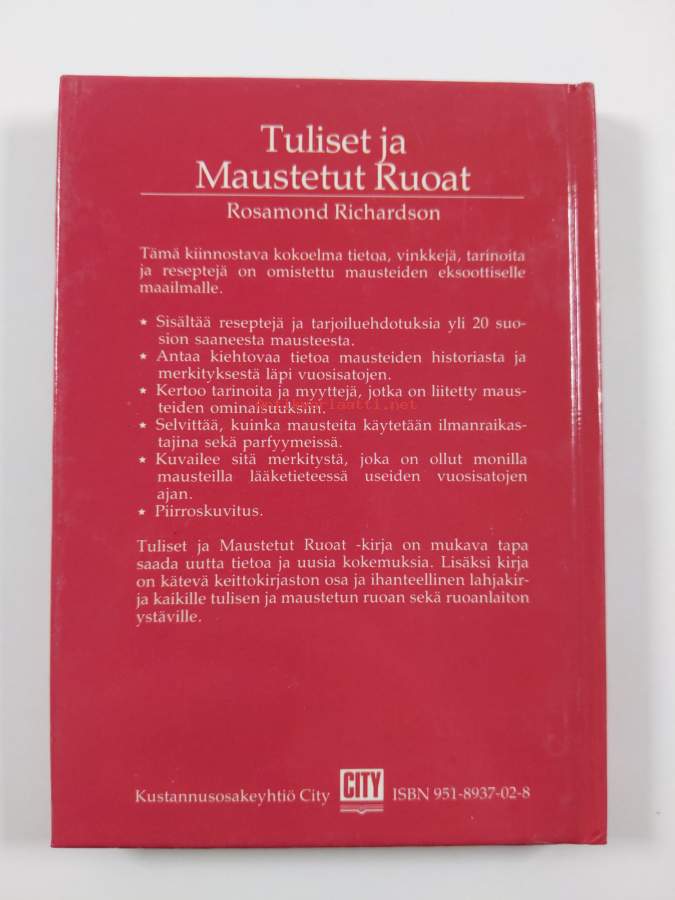 Tuliset ja
Maustetut Ruoat
Rosamond Richardson
Tämä kiinnostava kokoelma tietoa, vinkkejä, tarinoita
ja reseptejä on omistettu mausteiden eksoottiselle
maailmalle.
★ Sisältää reseptejä ja tarjoiluehdotuksia yli 20 suo-
sion saaneesta mausteesta.
★ Antaa kiehtovaa tietoa mausteiden historiasta ja
merkityksestä läpi vuosisatojen.
★ Kertoo tarinoita ja myyttejä, jotka on liitetty maus-
teiden ominaisuuksiin.
★ Selvittää, kuinka mausteita käytetään ilmanraikas-
tajina sekä parfyymeissä.
★ Kuvailee sitä merkitystä, joka on ollut monilla
mausteilla lääketieteessä useiden vuosisatojen
ajan.
★ Piirroskuvitus.
Tuliset ja Maustetut Ruoat -kirja on mukava tapa
saada uutta tietoa ja uusia kokemuksia. Lisäksi kirja
on kätevä keittokirjaston osa ja ihanteellinen lahjakir-
ja kaikille tulisen ja maustetun ruoan sekä ruoanlaiton
ystäville.
Kustannusosakeyhtiö City CITY ISBN 951-8937-02-8